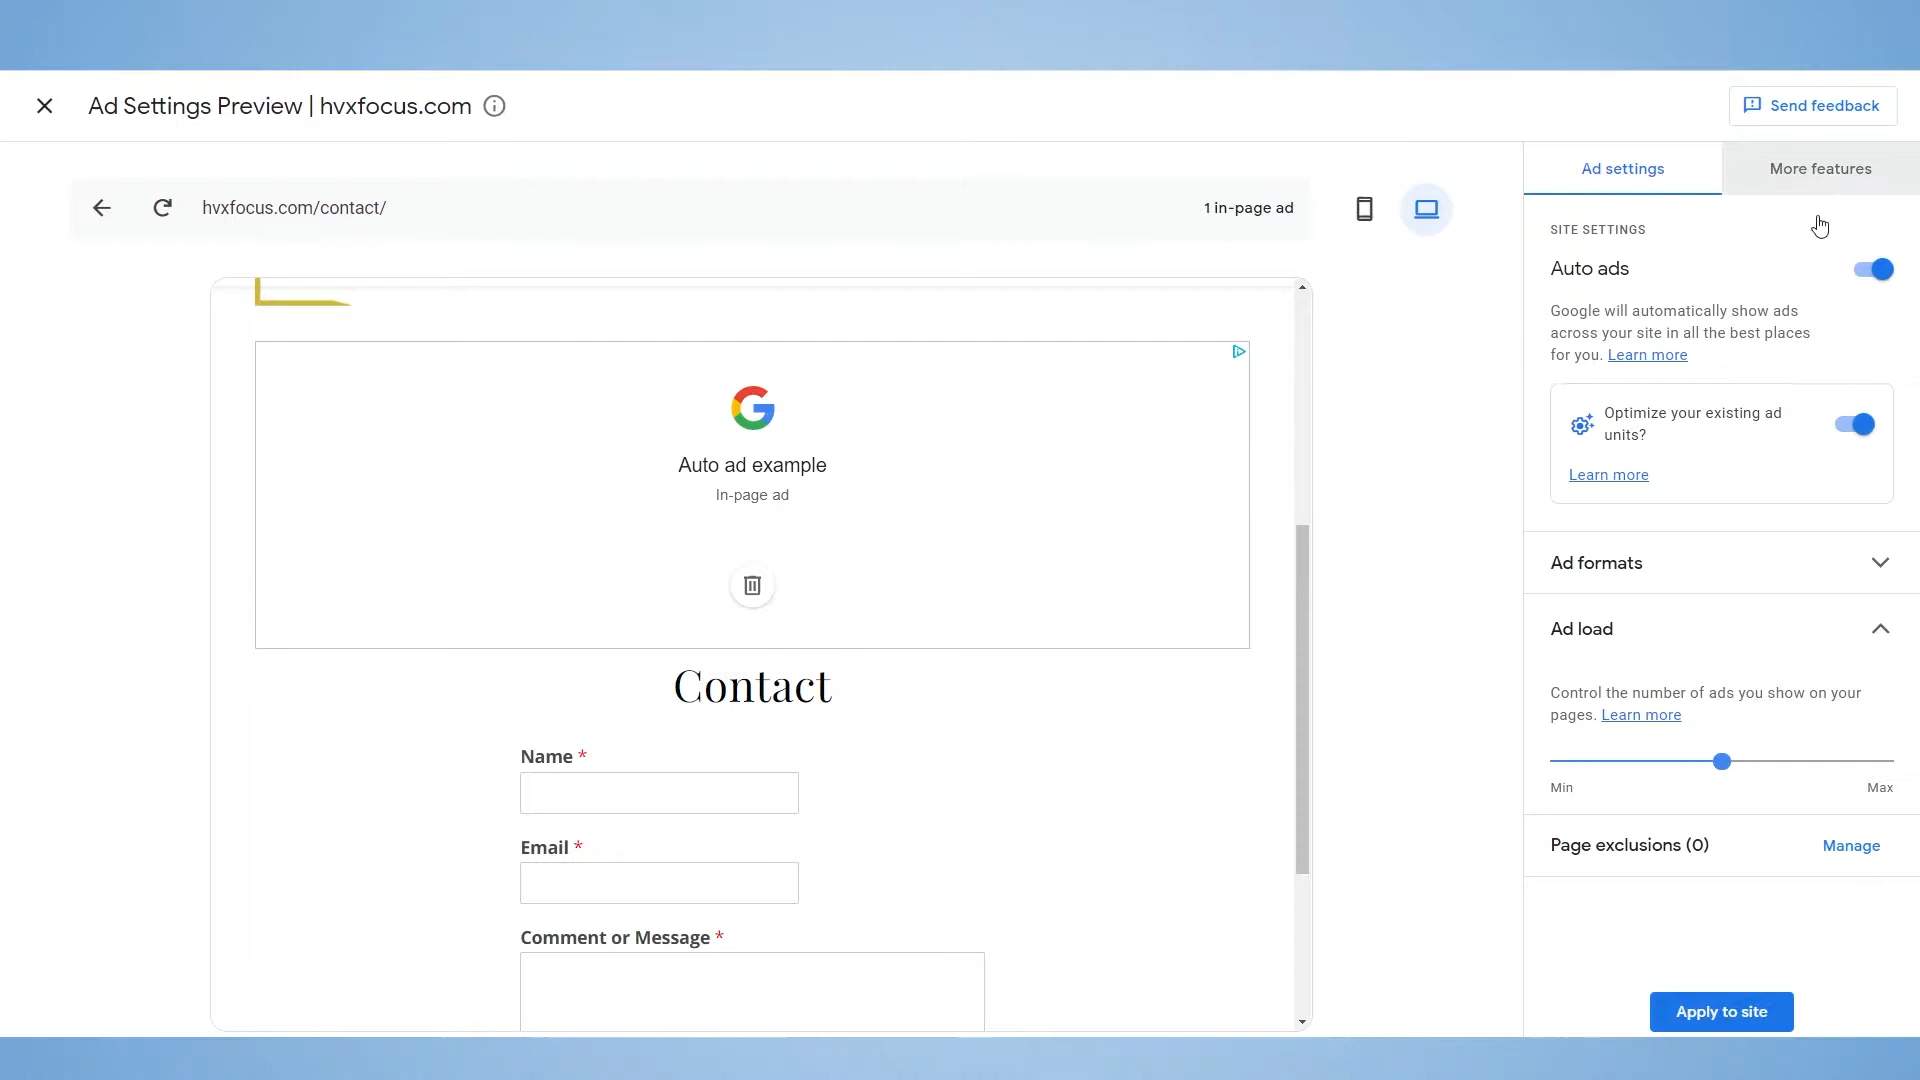 Ad Settings Preview | hvxfocus.com
Send feedback
hvxfocus.com/contact/
1 in-page ad
Auto ad example
In-page ad
Contact
Name *
Email *
Comment or Message *
Ad settings
More features
SITE SETTINGS
Auto ads
Google will automatically show ads
across your site in all the best places
for you. Learn more
Optimize your existing ad
units?
Learn more
Ad formats
Ad load
Control the number of ads you show on your
pages. Learn more
Min
Max
Page exclusions (0)
Manage
Apply to site